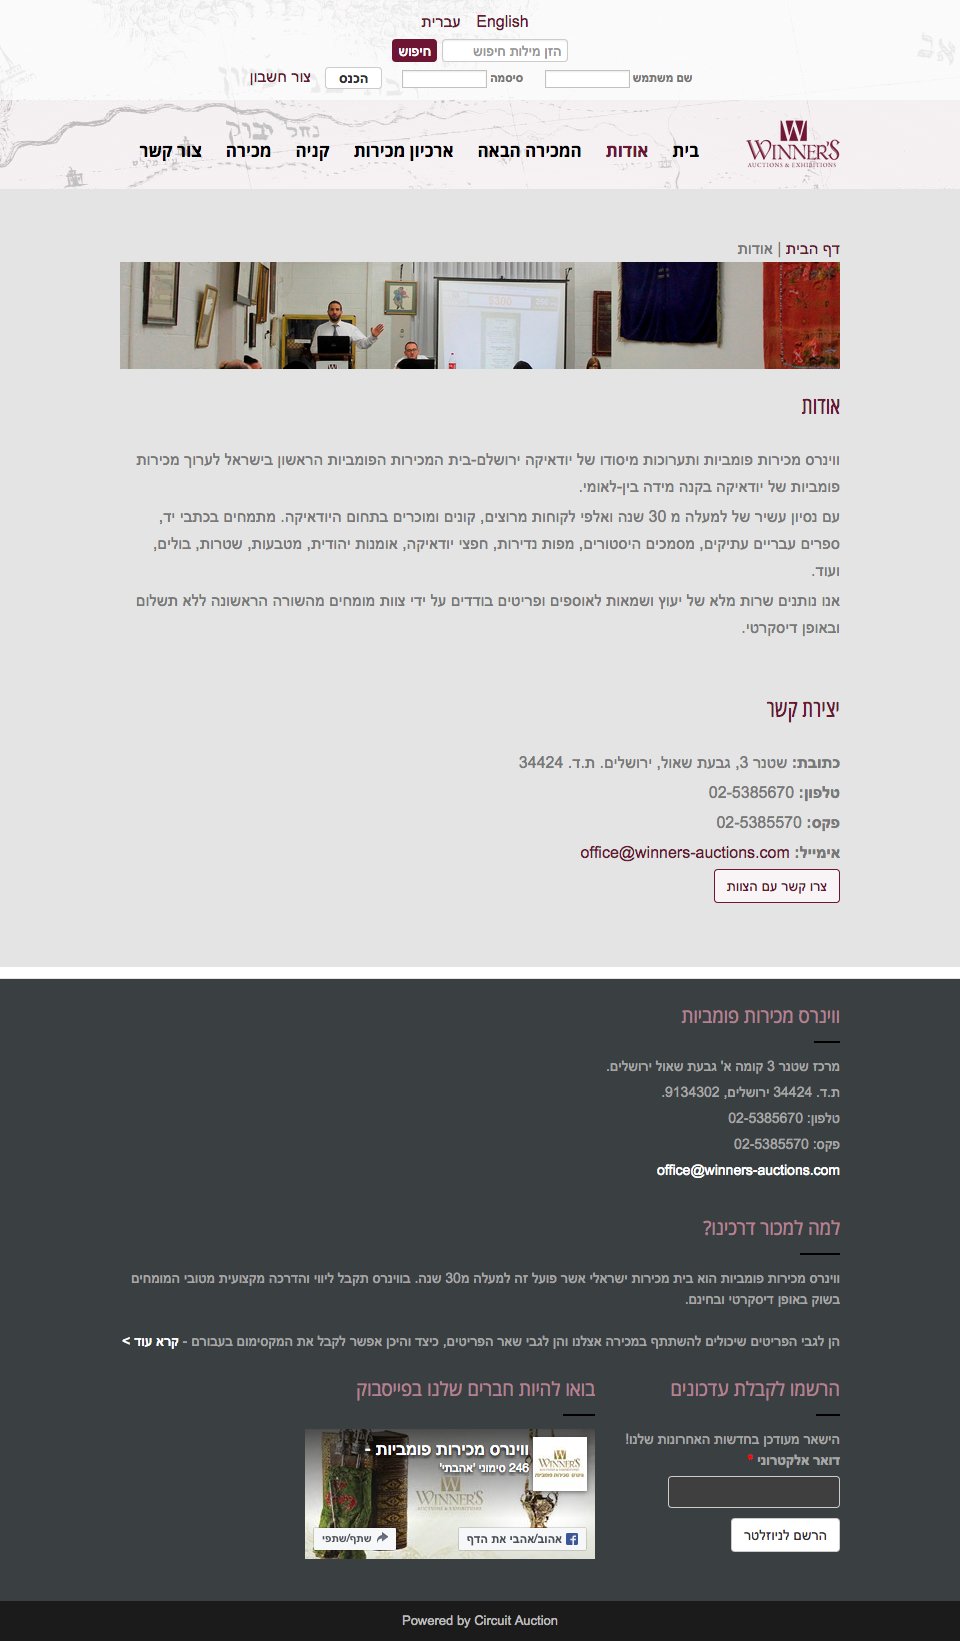 English עברית
הזן מילות חיפוש חיפוש
שם משתמש סיסמה הכנס צור חשבון
נחל יבוק
WINNER'S
AUCTIONS & EXHIBITIONS
בית אודות המכירה הבאה ארכיון מכירות קניה מכירה צור קשר
דף הבית | אודות
אודות
ווינרס מכירות פומביות ותערוכות מיסודו של יודאיקה ירושלם-בית המכירות הפומביות הראשון בישראל לערוך מכירות
פומביות של יודאיקה בקנה מידה בין-לאומי.
עם נסיון עשיר של למעלה מ 30 שנה ואלפי לקוחות מרוצים, קונים ומוכרים בתחום היודאיקה. מתמחים בכתבי יד,
ספרים עבריים עתיקים, מסמכים היסטורים, מפות נדירות, חפצי יודאיקה, אומנות יהודית, מטבעות, שטרות, בולים,
ועוד.
אנו נותנים שרות מלא של יעוץ ושמאות לאוספים ופריטים בודדים על ידי צוות מומחים מהשורה הראשונה ללא תשלום
ובאופן דיסקרטי.
יצירת קשר
כתובת: שטנר 3, גבעת שאול, ירושלים. ת.ד. 34424
טלפון: 02-5385670
פקס: 02-5385570
אימייל: office@winners-auctions.com
צרו קשר עם הצוות
ווינרס מכירות פומביות
מרכז שטנר 3 קומה א' גבעת שאול ירושלים.
ת.ד. 34424 ירושלים, 9134302.
טלפון: 02-5385670
פקס: 02-5385570
office@winners-auctions.com
למה למכור דרכינו?
ווינרס מכירות פומביות הוא בית מכירות ישראלי אשר פועל זה למעלה מ30 שנה. בווינרס תקבל ליווי והדרכה מקצועית מטובי המומחים
בשוק באופן דיסקרטי ובחינם.
הן לגבי הפריטים שיכולים להשתתף במכירה אצלנו והן לגבי שאר הפריטים, כיצד והיכן אפשר לקבל את המקסימום בעבורם - קרא עוד >
הרשמו לקבלת עדכונים
הישאר מעודכן בחדשות האחרונות שלנו!
דואר אלקטרוני *
הרשם לניוזלטר
בואו להיות חברים שלנו בפייסבוק
ווינרס מכירות פומביות -
246 סימוני 'אהבתי'
WINNER'S
אהוב/אהבי את הדף
שתף/שתפי
Powered by Circuit Auction